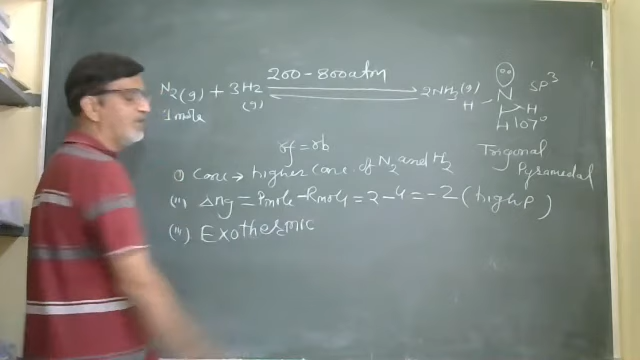 200-800atm
N2(g) + 3H2 (g) ⇌ 2NH3(g)
1mole
rf=rb
(i) Conc → higher conc. of N2 and H2
(ii) Δng = Pmole - Rmole = 2-4 = -2 (high P)
(iii) Exothermic
N
SP3
H
H
H 107°
Trigonal
Pyramedal